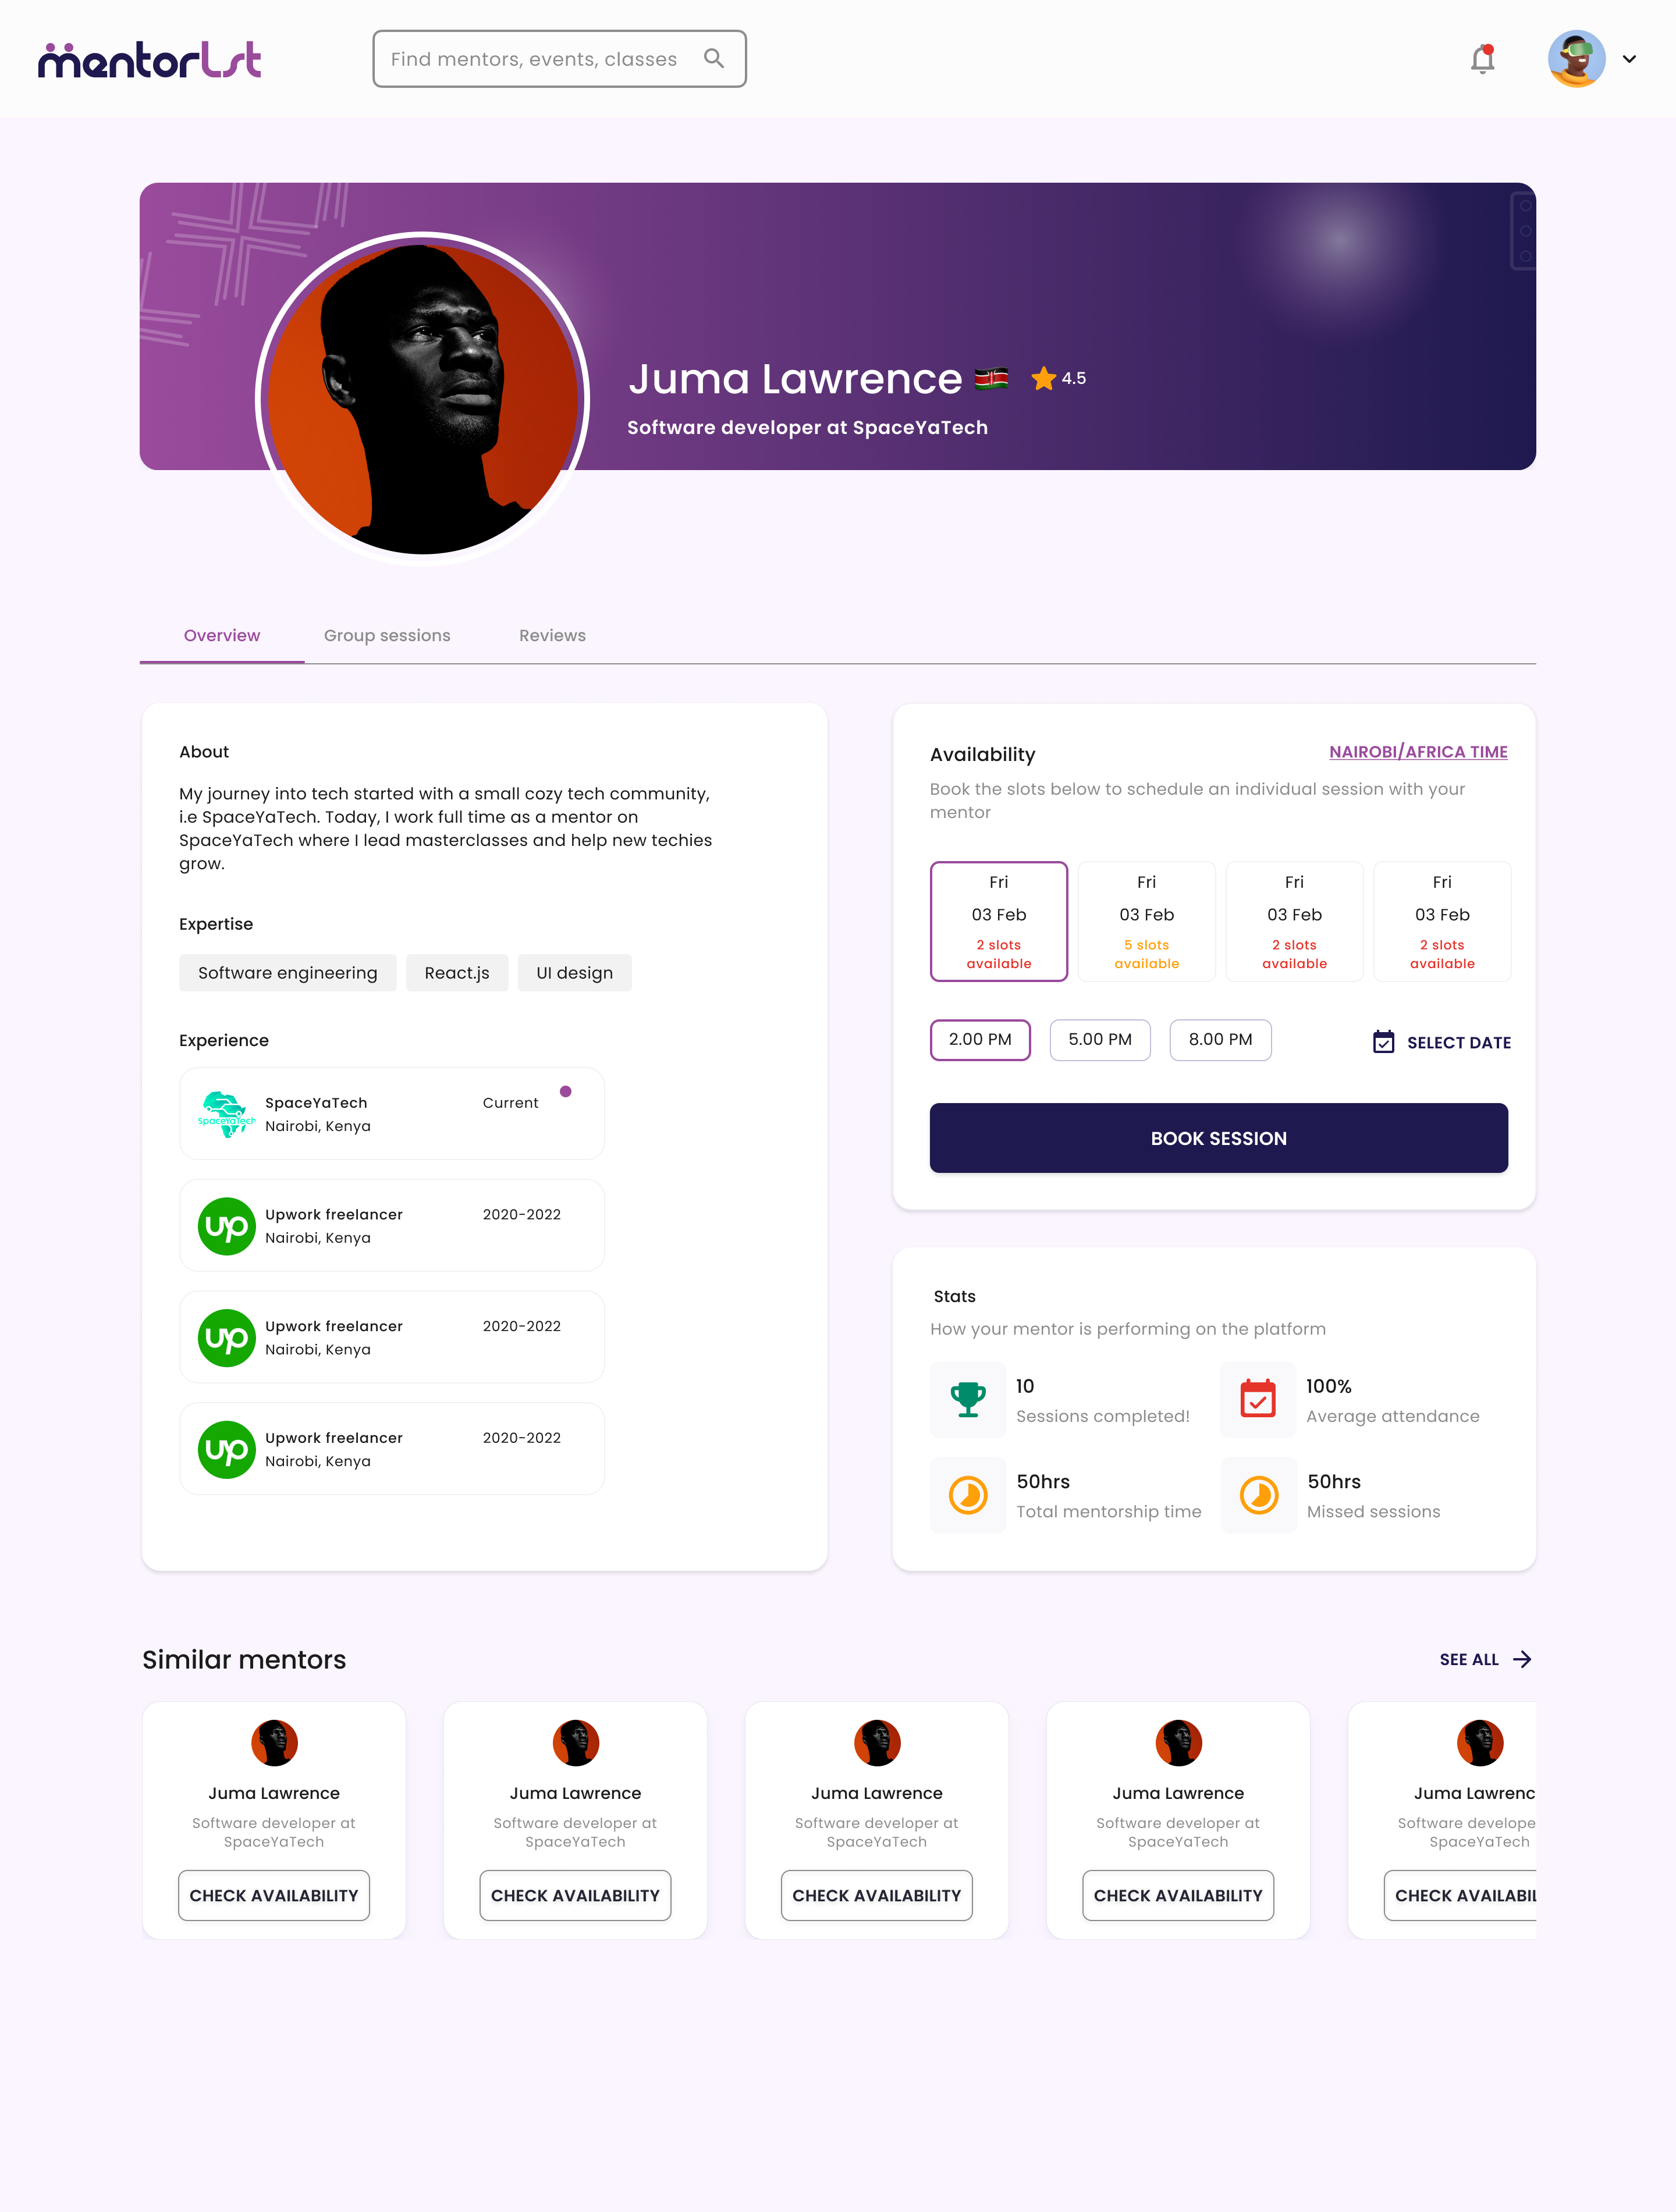 mentorlst
Find mentors, events, classes
Juma Lawrence
4.5
Software developer at SpaceYaTech
Overview
Group sessions
Reviews
About
My journey into tech started with a small cozy tech community,
i.e SpaceYaTech. Today, I work full time as a mentor on
SpaceYaTech where I lead masterclasses and help new techies
grow.
Expertise
Software engineering
React.js
UI design
Experience
SpaceYaTech
SpaceYaTech
Current
Nairobi, Kenya
up
Upwork freelancer
2020-2022
Nairobi, Kenya
up
Upwork freelancer
2020-2022
Nairobi, Kenya
up
Upwork freelancer
2020-2022
Nairobi, Kenya
Availability
NAIROBI/AFRICA TIME
Book the slots below to schedule an individual session with your
mentor
Fri
03 Feb
2 slots
available
Fri
03 Feb
5 slots
available
Fri
03 Feb
2 slots
available
Fri
03 Feb
2 slots
available
2.00 PM
5.00 PM
8.00 PM
SELECT DATE
BOOK SESSION
Stats
How your mentor is performing on the platform
10
Sessions completed!
100%
Average attendance
50hrs
Total mentorship time
50hrs
Missed sessions
Similar mentors
SEE ALL
Juma Lawrence
Software developer at
SpaceYaTech
CHECK AVAILABILITY
Juma Lawrence
Software developer at
SpaceYaTech
CHECK AVAILABILITY
Juma Lawrence
Software developer at
SpaceYaTech
CHECK AVAILABILITY
Juma Lawrence
Software developer at
SpaceYaTech
CHECK AVAILABILITY
Juma Lawrenc
Software develope
SpaceYaTech
CHECK AVAILABIL